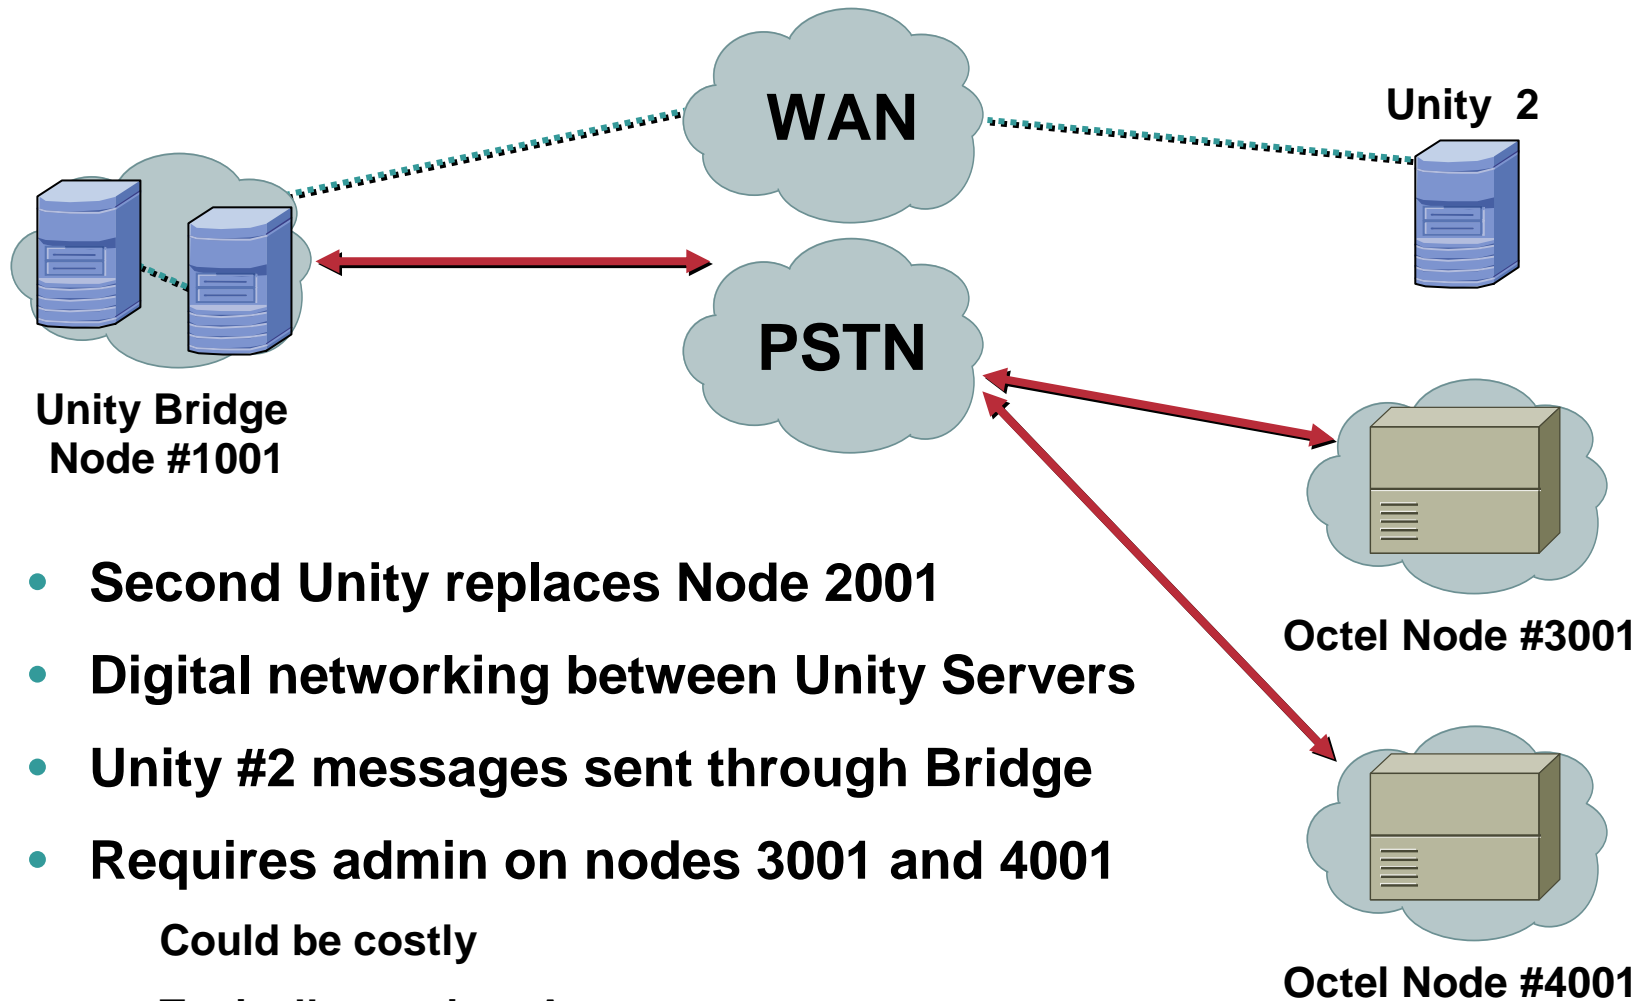 WAN
Unity 2
PSTN
Unity Bridge
Node #1001
Octel Node #3001
• Second Unity replaces Node 2001
• Digital networking between Unity Servers
• Unity #2 messages sent through Bridge
• Requires admin on nodes 3001 and 4001
Could be costly
Octel Node #4001